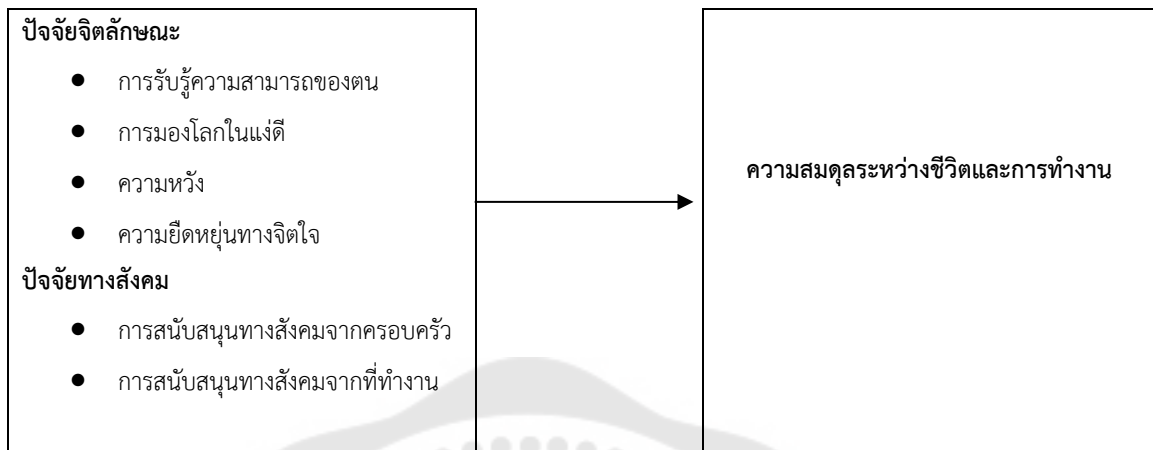 ปัจจัยจิตลักษณะ
● การรับรู้ความสามารถของตน
● การมองโลกในแง่ดี
● ความหวัง
● ความยืดหยุ่นทางจิตใจ
ปัจจัยทางสังคม
● การสนับสนุนทางสังคมจากครอบครัว
● การสนับสนุนทางสังคมจากที่ทำงาน
ความสมดุลระหว่างชีวิตและการทำงาน